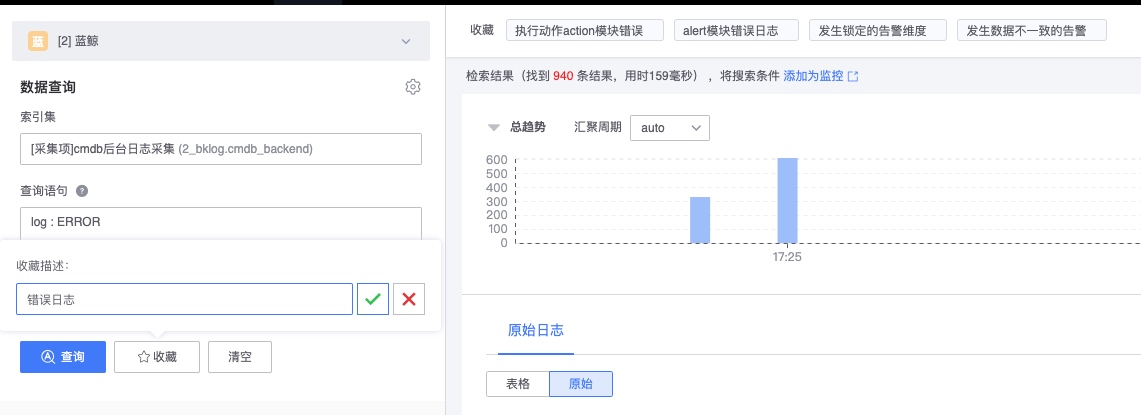 蓝 [2] 蓝鲸
数据查询
索引集
[采集项]cmdb后台日志采集 (2_bklog.cmdb_backend)
查询语句 ?
log : ERROR
收藏描述：
错误日志
查询 收藏 清空
收藏 执行动作action模块错误 alert模块错误日志 发生锁定的告警维度 发生数据不一致的告警
检索结果（找到 940 条结果，用时159毫秒），将搜索条件 添加为监控
总趋势 汇聚周期 auto
600
500
400
300
200
100
0
17:25
原始日志
表格 原始